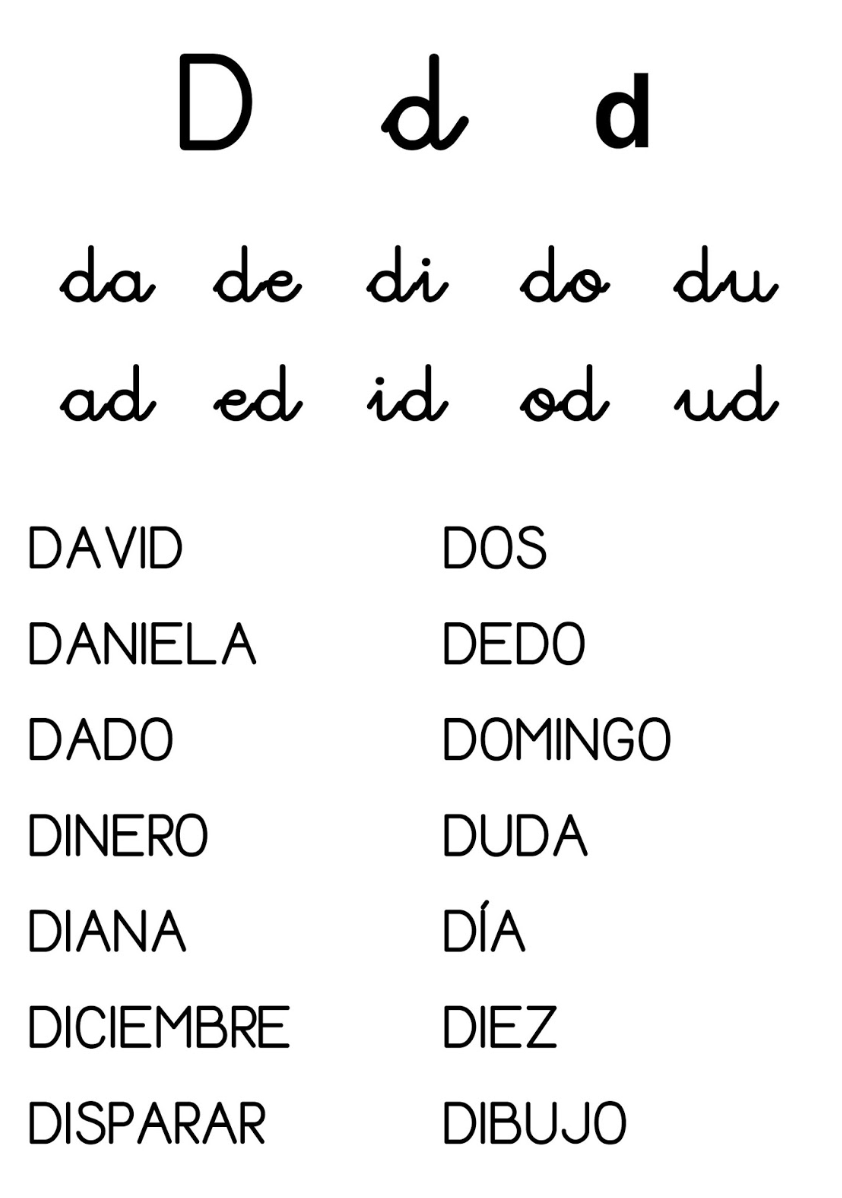 D d d
da de di do du
ad ed id od ud
DAVID DOS
DANIELA DEDO
DADO DOMINGO
DINERO DUDA
DIANA DÍA
DICIEMBRE DIEZ
DISPARAR DIBUJO